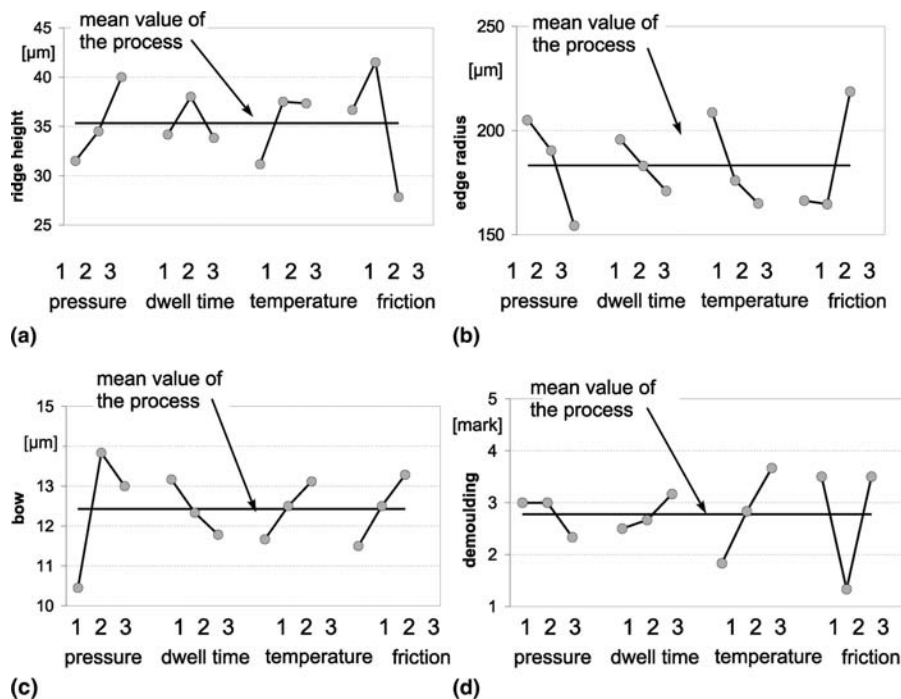 mean value of
the process
45
[µm]
40
35
30
25
ridge height
1 2 3 1 2 3 1 2 3 1 2 3
pressure dwell time temperature friction
(a)
mean value of
the process
250
[µm]
200
150
edge radius
1 2 3 1 2 3 1 2 3 1 2 3
pressure dwell time temperature friction
(b)
mean value of
the process
15
[µm]
14
13
12
11
10
bow
1 2 3 1 2 3 1 2 3 1 2 3
pressure dwell time temperature friction
(c)
mean value of
the process
5
[mark]
4
3
2
1
demoulding
1 2 3 1 2 3 1 2 3 1 2 3
pressure dwell time temperature friction
(d)